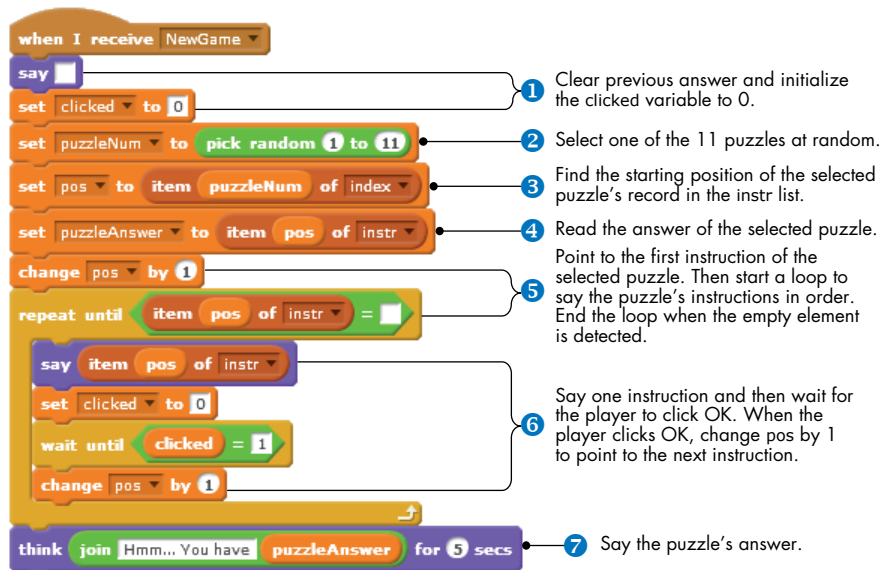 when I receive NewGame
say
set clicked to 0
1 Clear previous answer and initialize
the clicked variable to 0.
set puzzleNum to pick random 1 to 11
2 Select one of the 11 puzzles at random.
set pos to item puzzleNum of index
3 Find the starting position of the selected
puzzle's record in the instr list.
set puzzleAnswer to item pos of instr
4 Read the answer of the selected puzzle.
change pos by 1
repeat until item pos of instr =
5 Point to the first instruction of the
selected puzzle. Then start a loop to
say the puzzle's instructions in order.
End the loop when the empty element
is detected.
say item pos of instr
set clicked to 0
wait until clicked = 1
change pos by 1
6 Say one instruction and then wait for
the player to click OK. When the
player clicks OK, change pos by 1
to point to the next instruction.
think join Hmm... You have puzzleAnswer for 5 secs
7 Say the puzzle's answer.